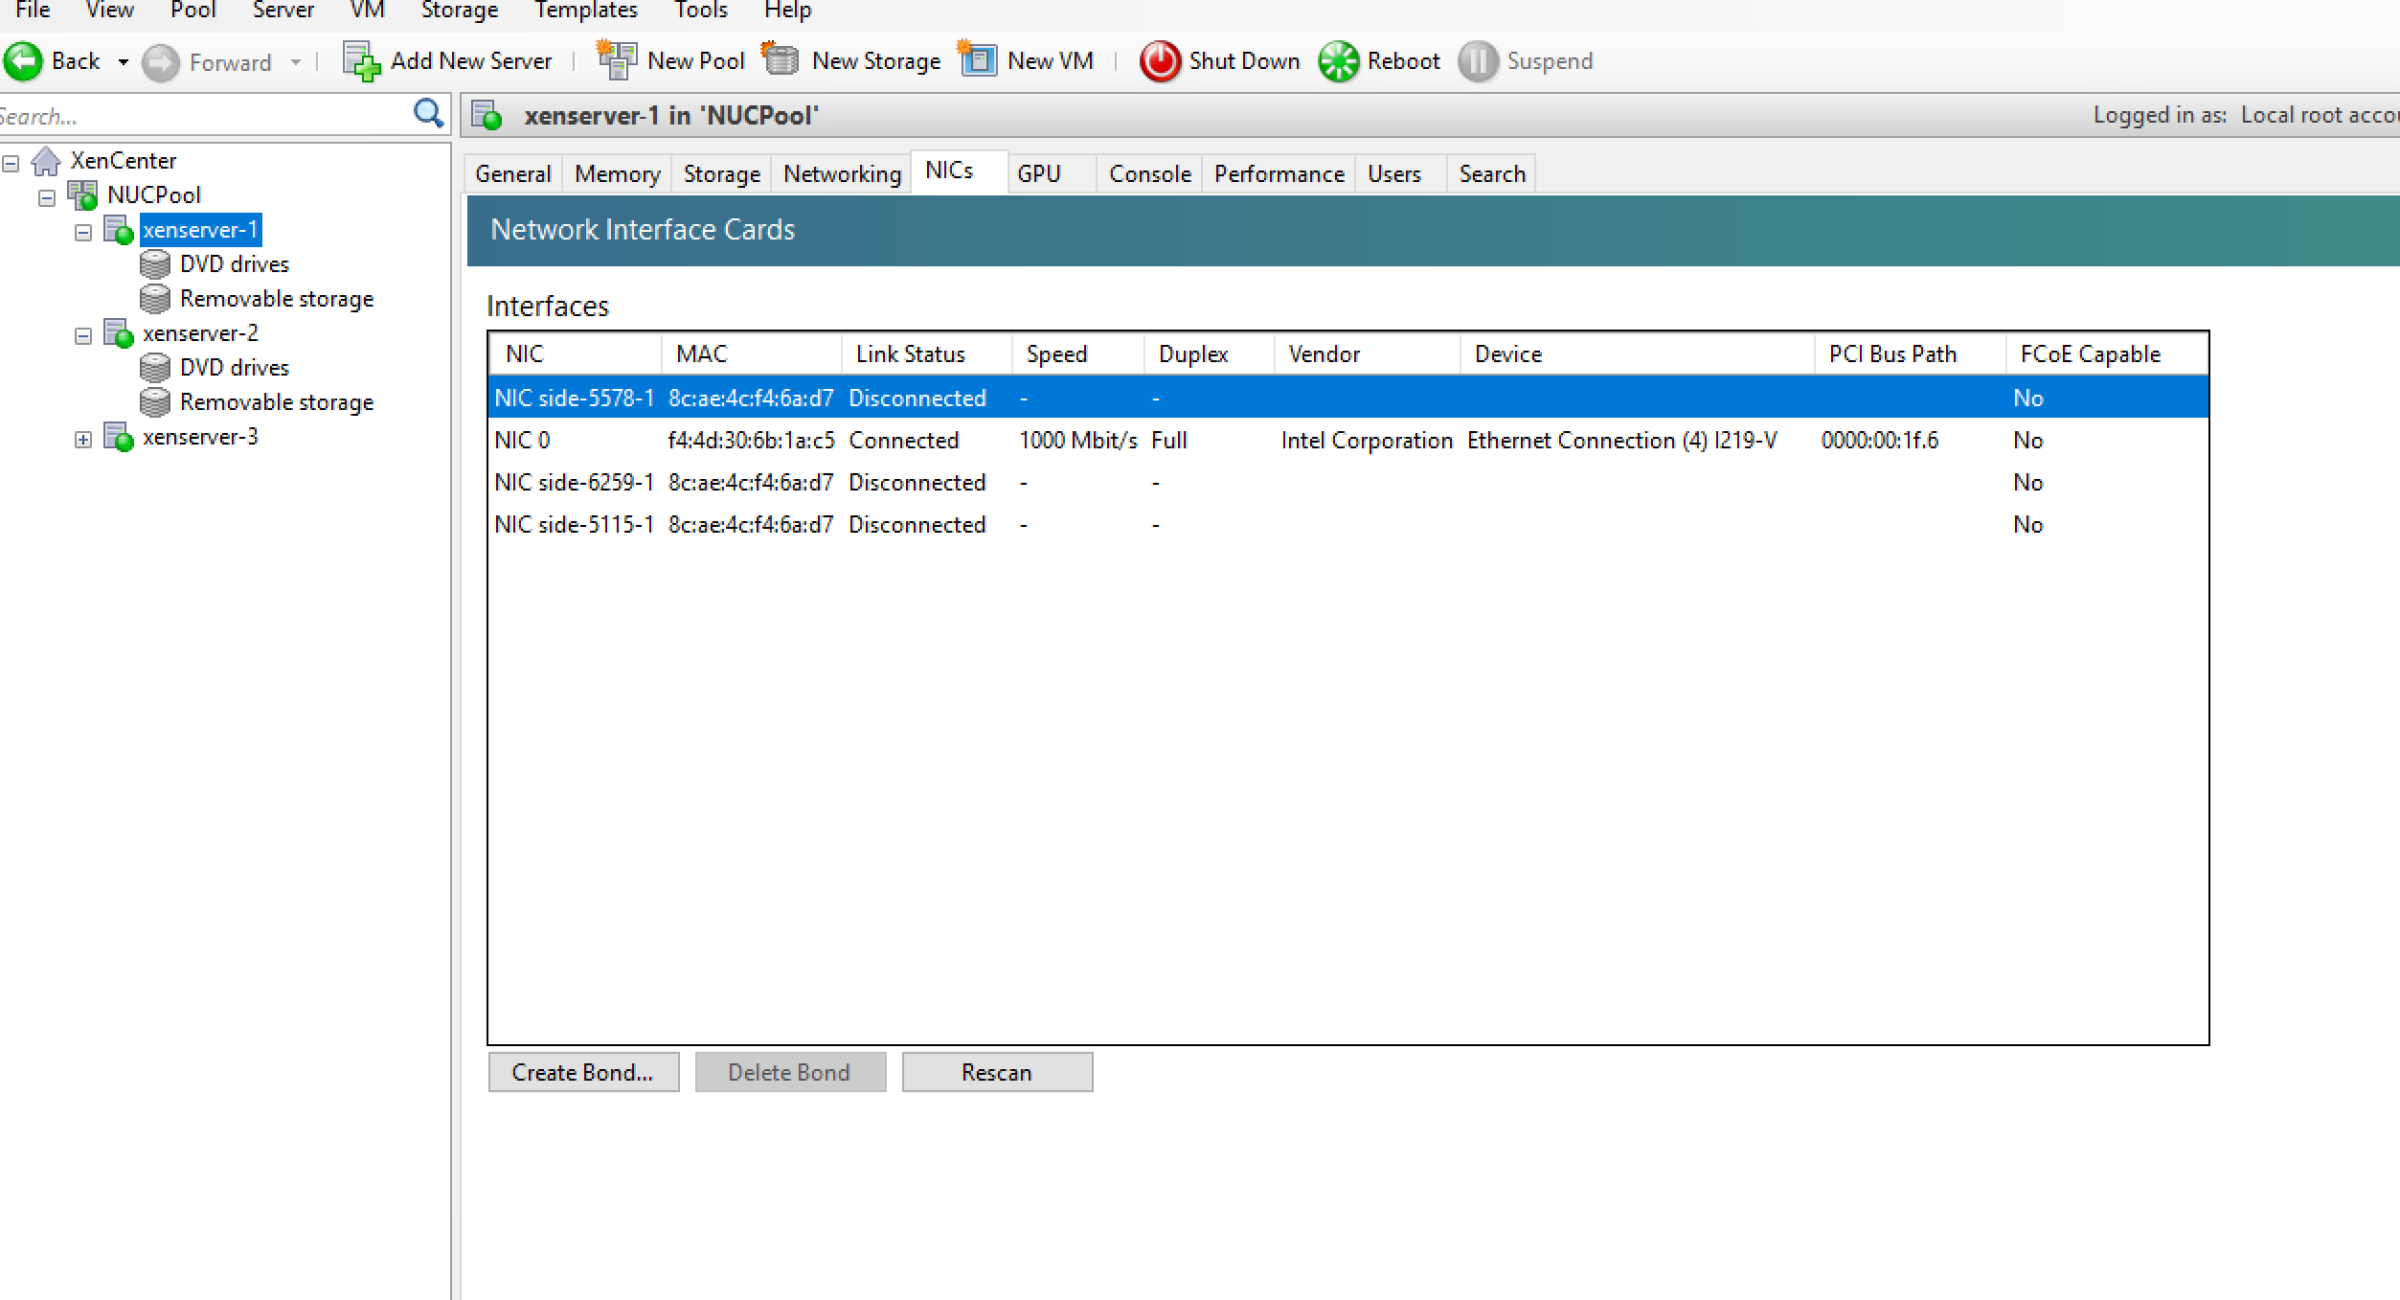 File View Pool Server VM Storage Templates Tools Help
Back Forward Add New Server New Pool New Storage New VM Shut Down Reboot Suspend
Search... xenserver-1 in 'NUCPool' Logged in as: Local root accou
XenCenter
NUCPool
xenserver-1
DVD drives
Removable storage
xenserver-2
DVD drives
Removable storage
xenserver-3
General Memory Storage Networking NICs GPU Console Performance Users Search
Network Interface Cards
Interfaces
NIC MAC Link Status Speed Duplex Vendor Device PCI Bus Path FCoE Capable
NIC side-5578-1 8c:ae:4c:f4:6a:d7 Disconnected - - No
NIC 0 f4:4d:30:6b:1a:c5 Connected 1000 Mbit/s Full Intel Corporation Ethernet Connection (4) I219-V 0000:00:1f.6 No
NIC side-6259-1 8c:ae:4c:f4:6a:d7 Disconnected - - No
NIC side-5115-1 8c:ae:4c:f4:6a:d7 Disconnected - - No
Create Bond... Delete Bond Rescan